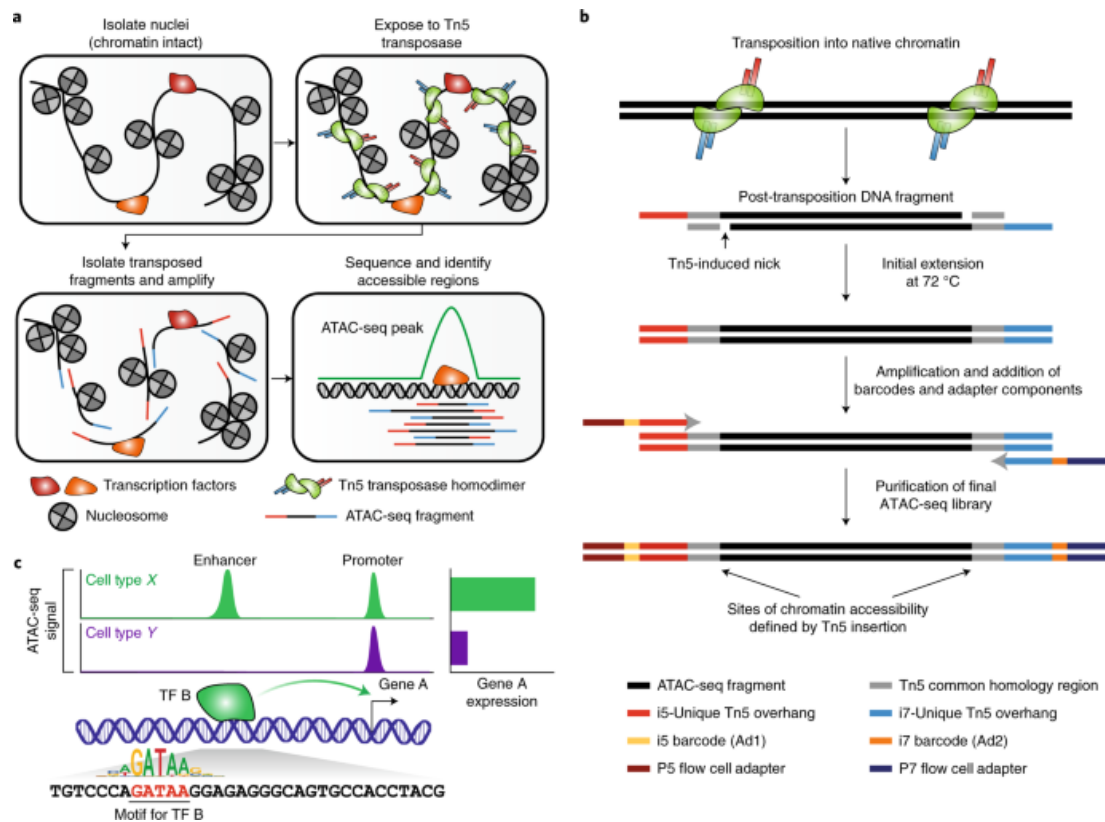 a
Isolate nuclei
(chromatin intact)
Expose to Tn5
transposase
Isolate transposed
fragments and amplify
Sequence and identify
accessible regions
ATAC-seq peak
Transcription factors
Tn5 transposase homodimer
Nucleosome
ATAC-seq fragment
b
Transposition into native chromatin
Post-transposition DNA fragment
Tn5-induced nick
Initial extension
at 72 °C
Amplification and addition of
barcodes and adapter components
Purification of final
ATAC-seq library
Sites of chromatin accessibility
defined by Tn5 insertion
ATAC-seq fragment
Tn5 common homology region
i5-Unique Tn5 overhang
i7-Unique Tn5 overhang
i5 barcode (Ad1)
i7 barcode (Ad2)
P5 flow cell adapter
P7 flow cell adapter
c
Enhancer
Promoter
ATAC-seq
signal
Cell type X
Cell type Y
TF B
Gene A
Gene A
expression
GATAA
TGTCCCAGATAAGGAGAGGGCAGTGCCACCTACG
Motif for TF B